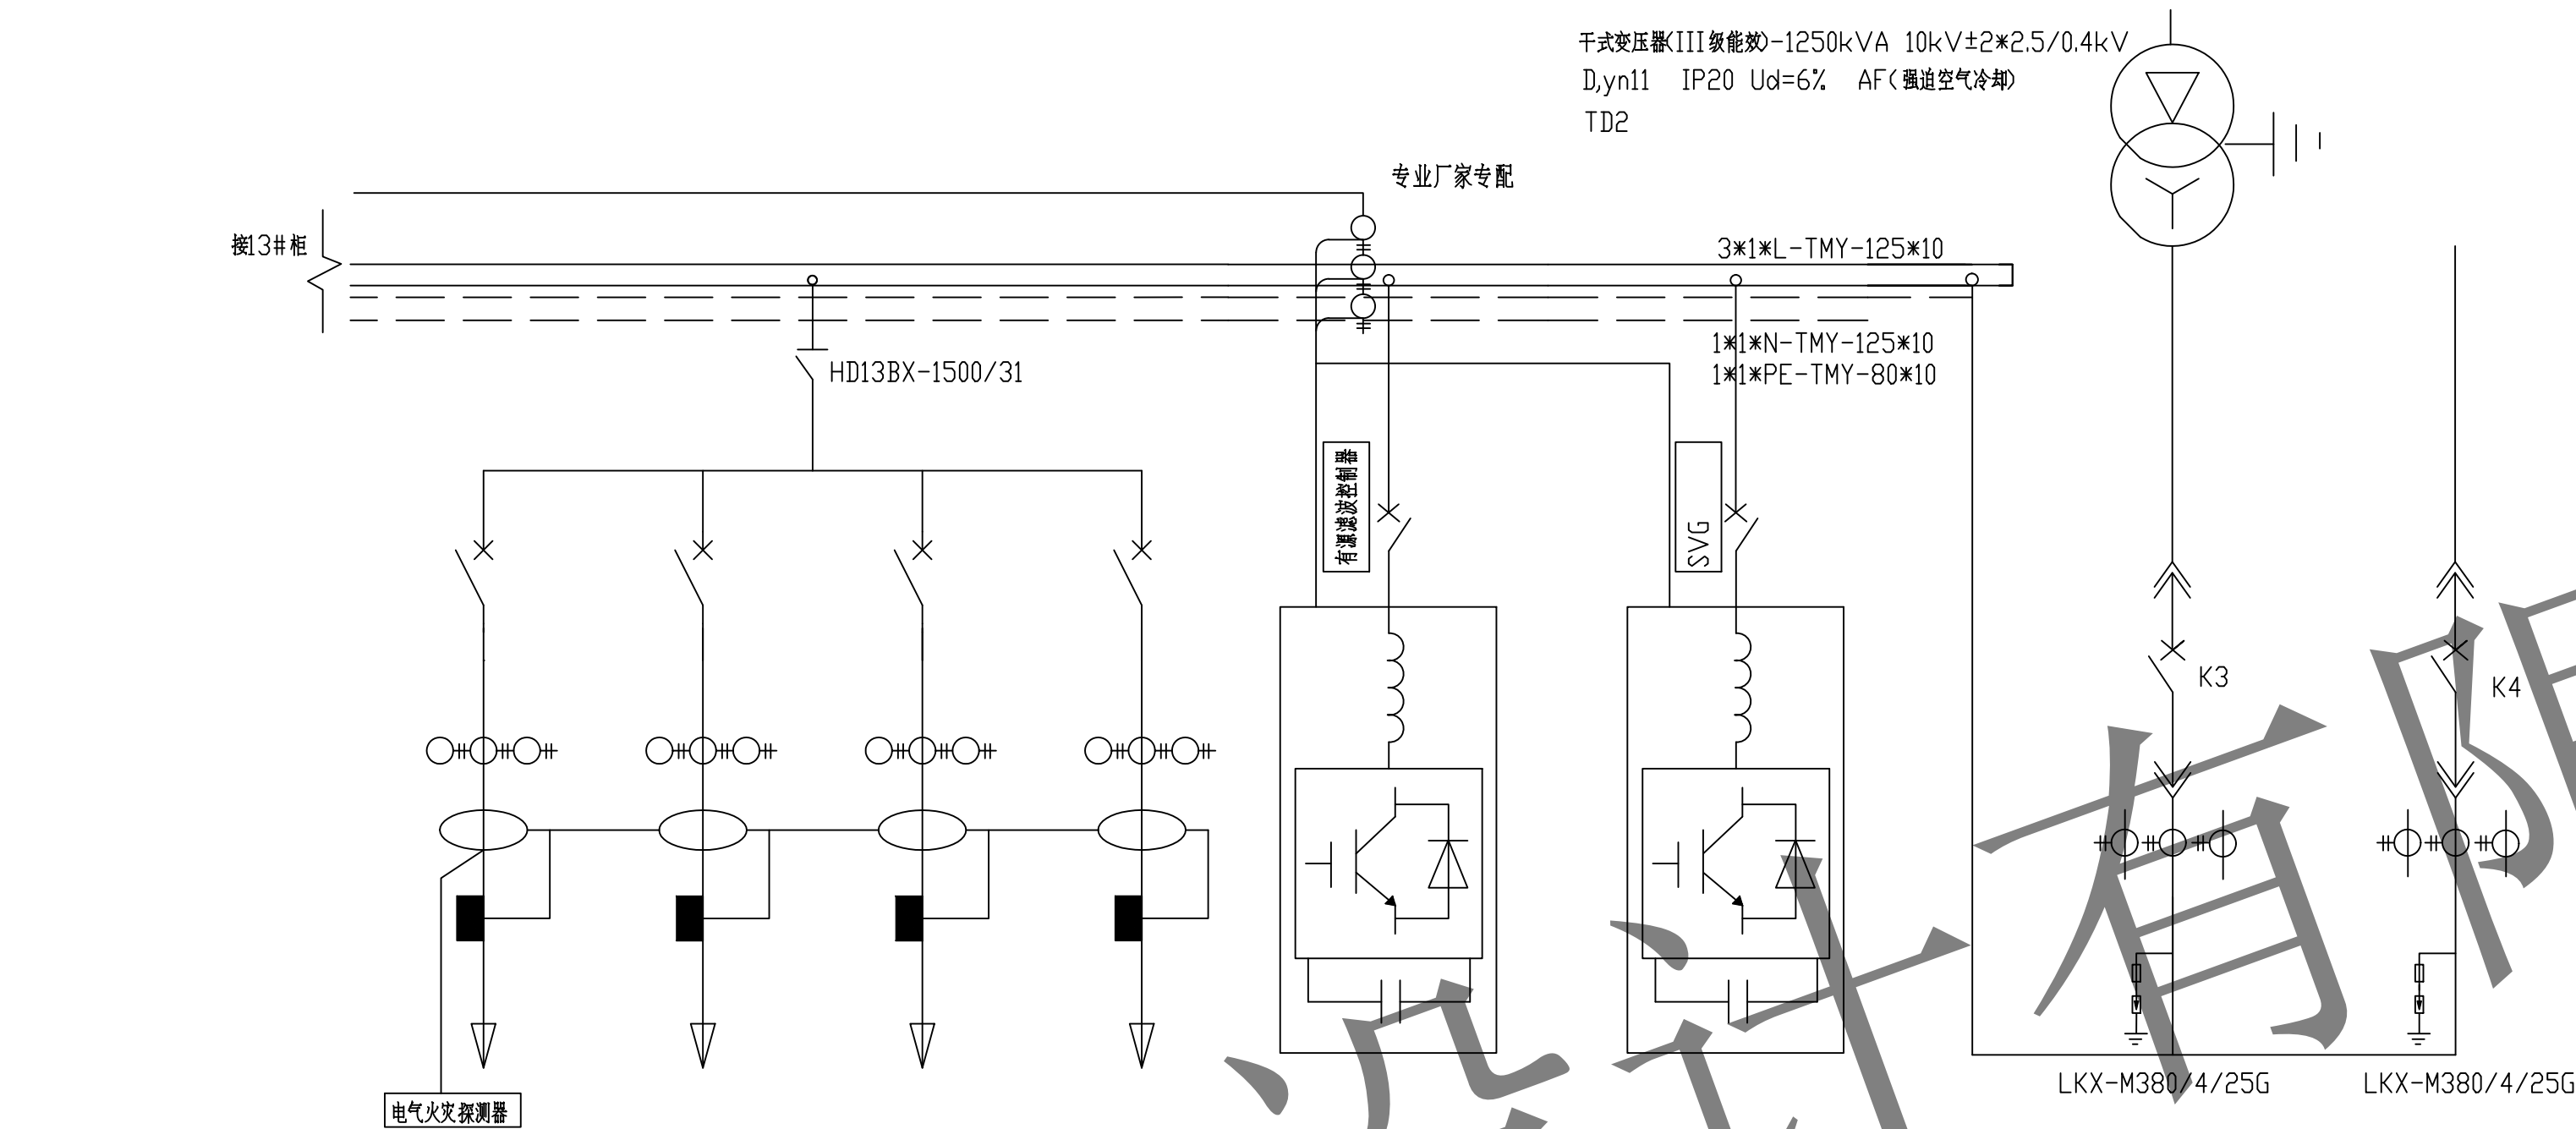 干式变压器(III级能效)-1250kVA 10kV±2*2.5/0.4kV
D,yn11 IP20 Ud=6% AF(强迫空气冷却)
TD2
专业厂家专配
接13#柜
3*1*L-TMY-125*10
1*1*N-TMY-125*10
1*1*PE-TMY-80*10
HD13BX-1500/31
有源滤波控制器
SVG
K3
K4
LKX-M380/4/25G
LKX-M380/4/25G
电气火灾探测器
设计有限